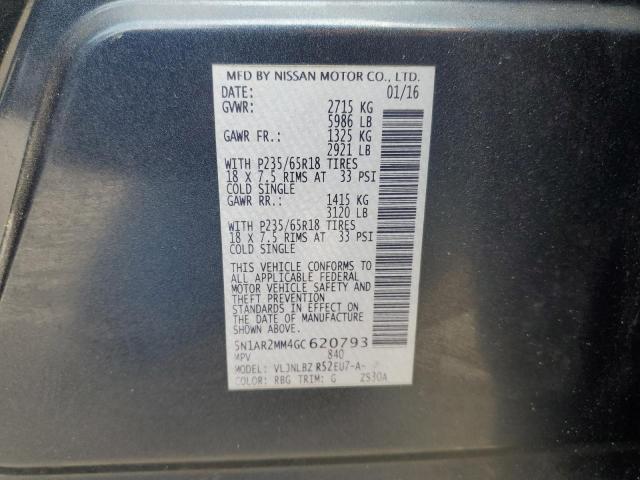 MFD BY NISSAN MOTOR CO., LTD.
DATE: 01/16
GVWR: 2715 KG
5986 LB
GAWR FR.: 1325 KG
2921 LB
WITH P235/65R18 TIRES
18 X 7.5 RIMS AT 33 PSI
COLD SINGLE
GAWR RR.: 1415 KG
3120 LB
WITH P235/65R18 TIRES
18 X 7.5 RIMS AT 33 PSI
COLD SINGLE
THIS VEHICLE CONFORMS TO
ALL APPLICABLE FEDERAL
MOTOR VEHICLE SAFETY AND
THEFT PREVENTION
STANDARDS IN EFFECT ON
THE DATE OF MANUFACTURE
SHOWN ABOVE.
5N1AR2MM4GC620793
MPV 840
MODEL: VLJNLBZ R52EU7-A-
COLOR: RBG TRIM: G ZS30A